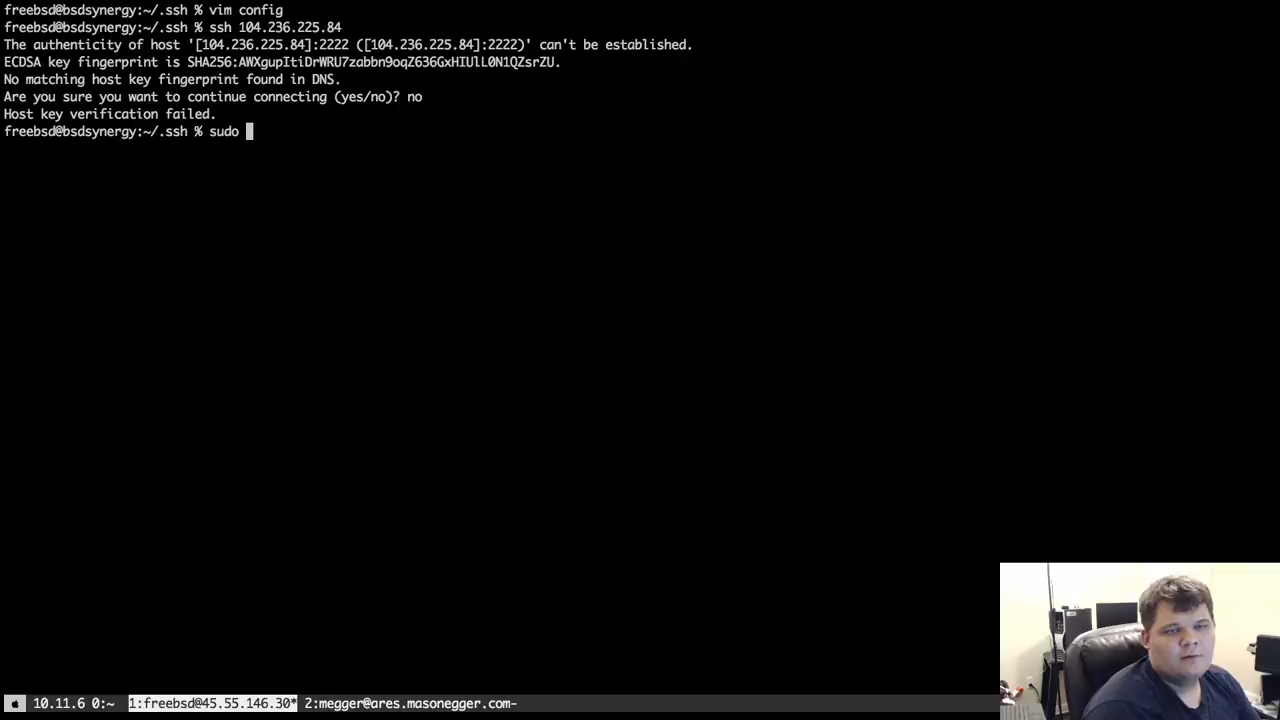 freebsd@bsdsynergy:~/.ssh % vim config
freebsd@bsdsynergy:~/.ssh % ssh 104.236.225.84
The authenticity of host '[104.236.225.84]:2222 ([104.236.225.84]:2222)' can't be established.
ECDSA key fingerprint is SHA256:AWXgupItiDrWRU7zabbn9oqZ636GxHIUlL0N1QZsrZU.
No matching host key fingerprint found in DNS.
Are you sure you want to continue connecting (yes/no)? no
Host key verification failed.
freebsd@bsdsynergy:~/.ssh % sudo
10.11.6 0:~ 1:freebsd@45.55.146.30* 2:megger@ares.masonegger.com-